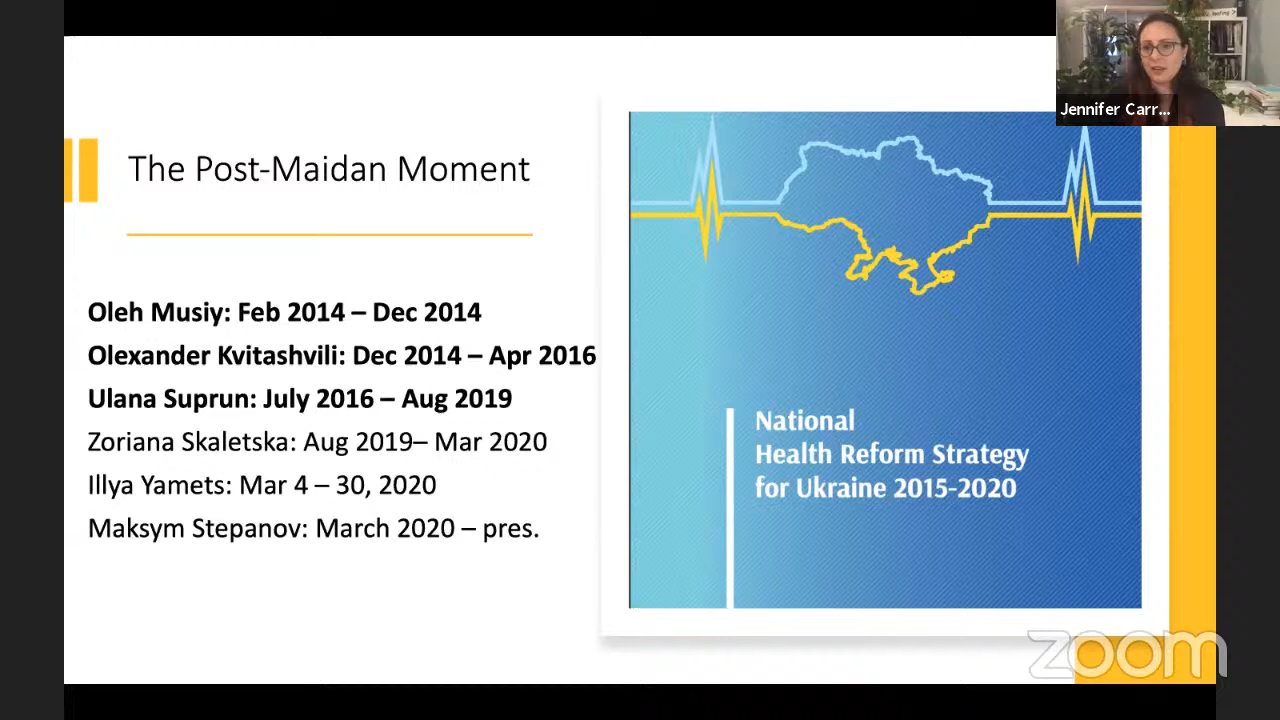 Jennifer Carr...
The Post-Maidan Moment
Oleh Musiy: Feb 2014 – Dec 2014
Olexander Kvitashvili: Dec 2014 – Apr 2016
Ulana Suprun: July 2016 – Aug 2019
Zoriana Skaletska: Aug 2019– Mar 2020
Illya Yamets: Mar 4 – 30, 2020
Maksym Stepanov: March 2020 – pres.
National
Health Reform Strategy
for Ukraine 2015-2020
zoom